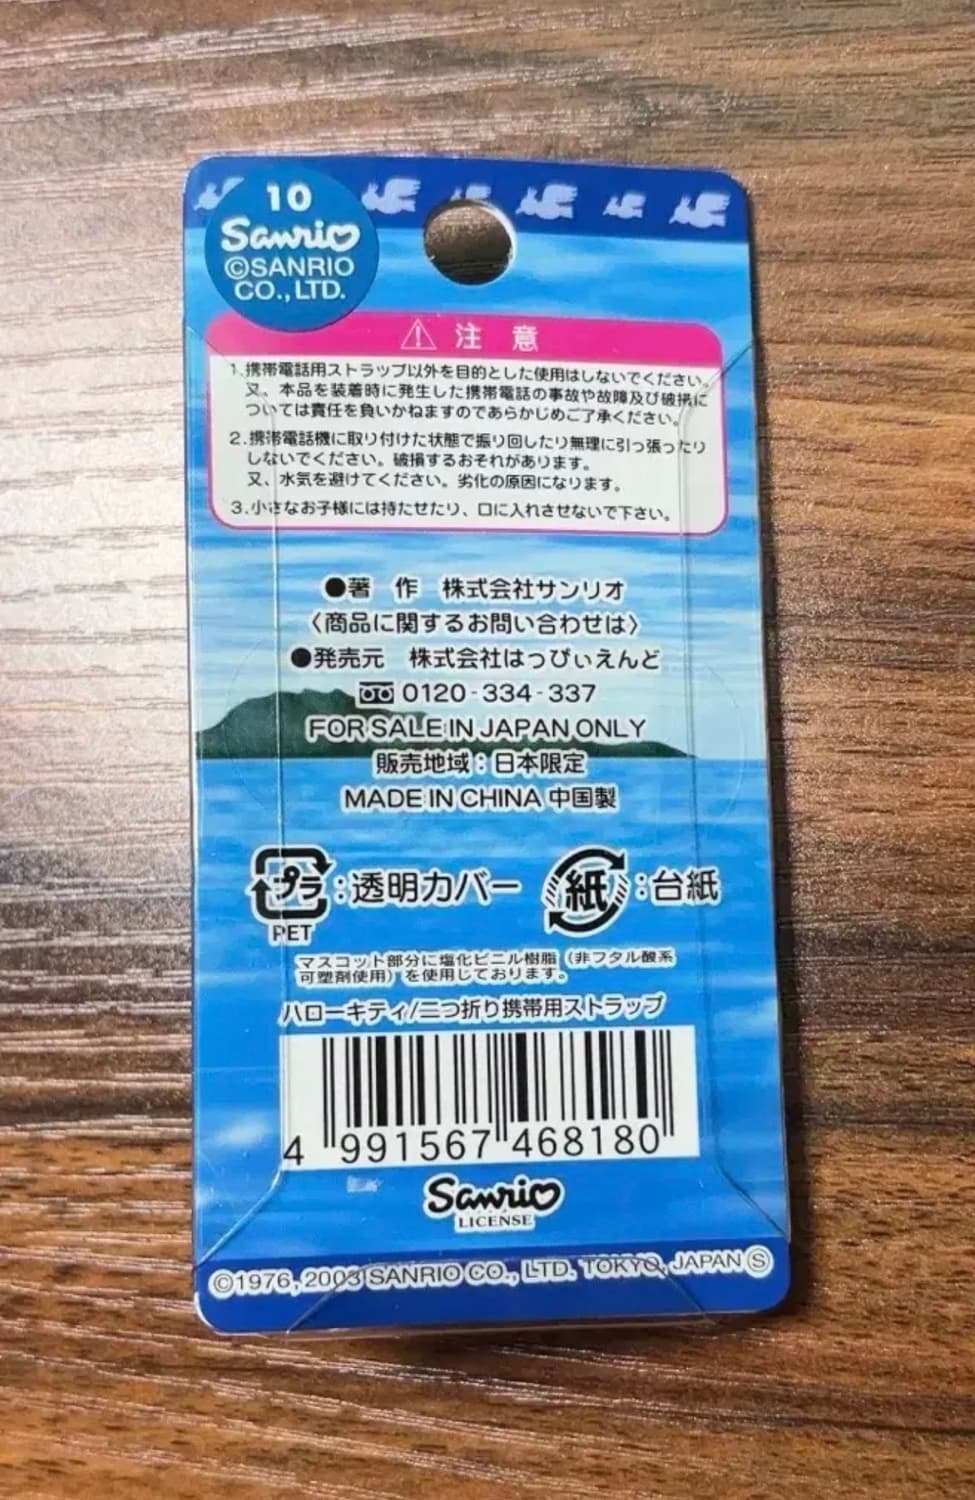 10
Sanrio
©SANRIO
CO., LTD.
注 意
1.携帯電話用ストラップ以外を目的とした使用はしないでください。
又、本品を装着時に発生した携帯電話の事故や故障及び破損に
ついては責任を負いかねますのであらかじめご了承ください。
2.携帯電話機に取り付けた状態で振り回したり無理に引っ張ったり
しないでください。破損するおそれがあります。
又、水気を避けてください。劣化の原因になります。
3.小さなお子様には持たせたり、口に入れさせないで下さい。
●著 作 株式会社サンリオ
〈商品に関するお問い合わせは〉
●発売元 株式会社はっぴぃえんど
0120-334-337
FOR SALE IN JAPAN ONLY
販売地域：日本限定
MADE IN CHINA 中国製
プラ：透明カバー 紙：台紙
PET
マスコット部分に塩化ビニル樹脂（非フタル酸系
可塑剤使用）を使用しております。
ハローキティ/二つ折り携帯用ストラップ
4 991567 468180
Sanrio
LICENSE
©1976, 2003 SANRIO CO., LTD. TOKYO, JAPAN Ⓢ